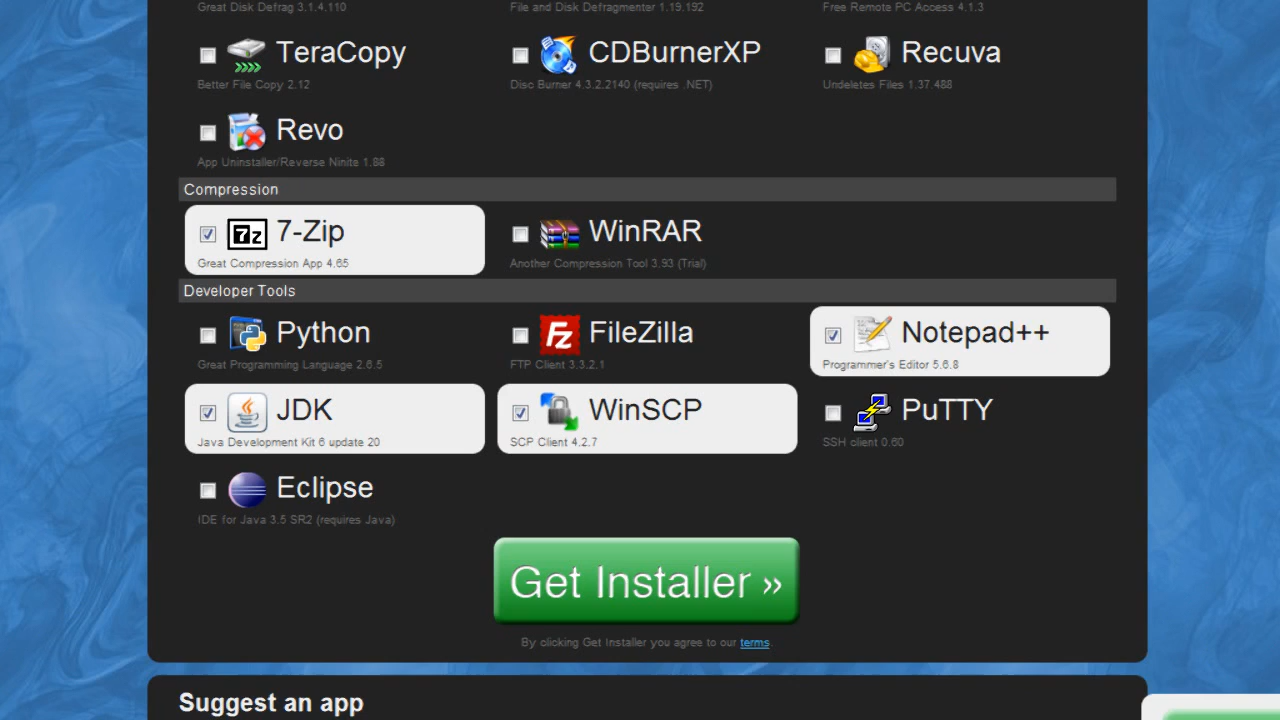 Great Disk Defrag 3.1.4.110 File and Disk Defragmenter 1.19.192 Free Remote PC Access 4.1.3
TeraCopy CDBurnerXP Recuva
Better File Copy 2.12 Disc Burner 4.3.2.2140 (requires .NET) Undeletes Files 1.37.488
Revo
App Uninstaller/Reverse Ninite 1.88
Compression
7z 7-Zip WinRAR
Great Compression App 4.65 Another Compression Tool 3.93 (Trial)
Developer Tools
Python Fz FileZilla Notepad++
Great Programming Language 2.6.5 FTP Client 3.3.2.1 Programmer's Editor 5.6.8
JDK WinSCP PuTTY
Java Development Kit 6 update 20 SCP Client 4.2.7 SSH client 0.60
Eclipse
IDE for Java 3.5 SR2 (requires Java)
Get Installer »
By clicking Get Installer you agree to our terms.
Suggest an app